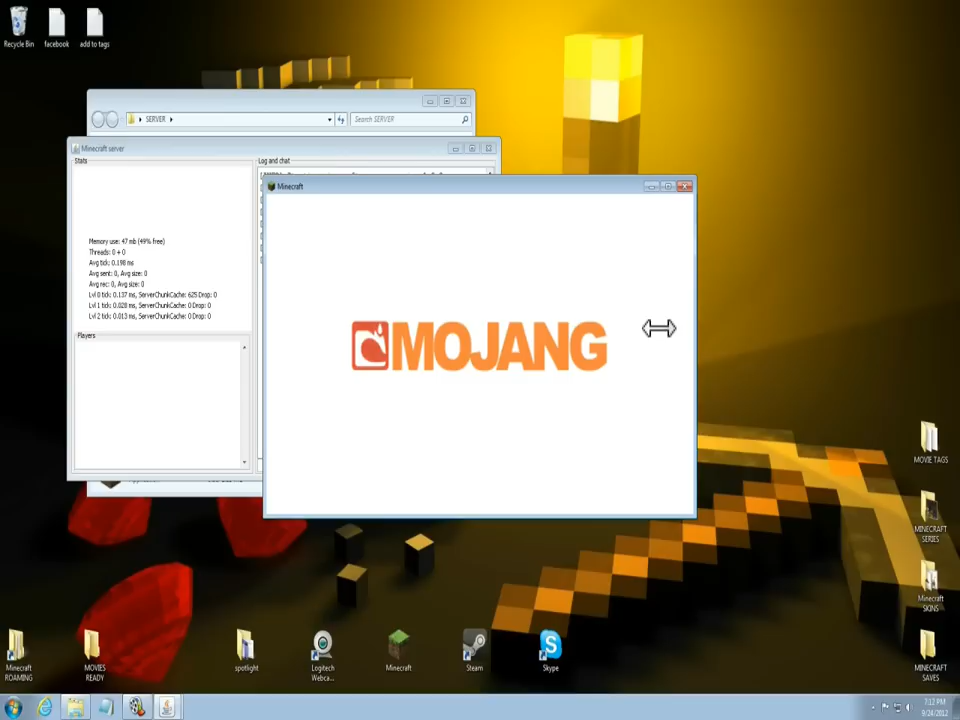 Recycle Bin
facebook
add to tags
SERVER
Search SERVER
Minecraft server
Stats
Log and chat
Memory use: 47 mb (49% free)
Threads: 0 + 0
Avg tick: 0.198 ms
Avg sent: 0, Avg size: 0
Avg rec: 0, Avg size: 0
Lvl 0 tick: 0.137 ms, ServerChunkCache: 625 Drop: 0
Lvl 1 tick: 0.028 ms, ServerChunkCache: 0 Drop: 0
Lvl 2 tick: 0.013 ms, ServerChunkCache: 0 Drop: 0
Players
Minecraft
MOJANG
MOVIE TAGS
MINECRAFT
SERIES
Minecraft
SKINS
MINECRAFT
SAVES
Minecraft
ROAMING
MOVIES
READY
spotlight
Logitech
Webca...
Minecraft
Steam
Skype
7:12 PM
9/24/2012